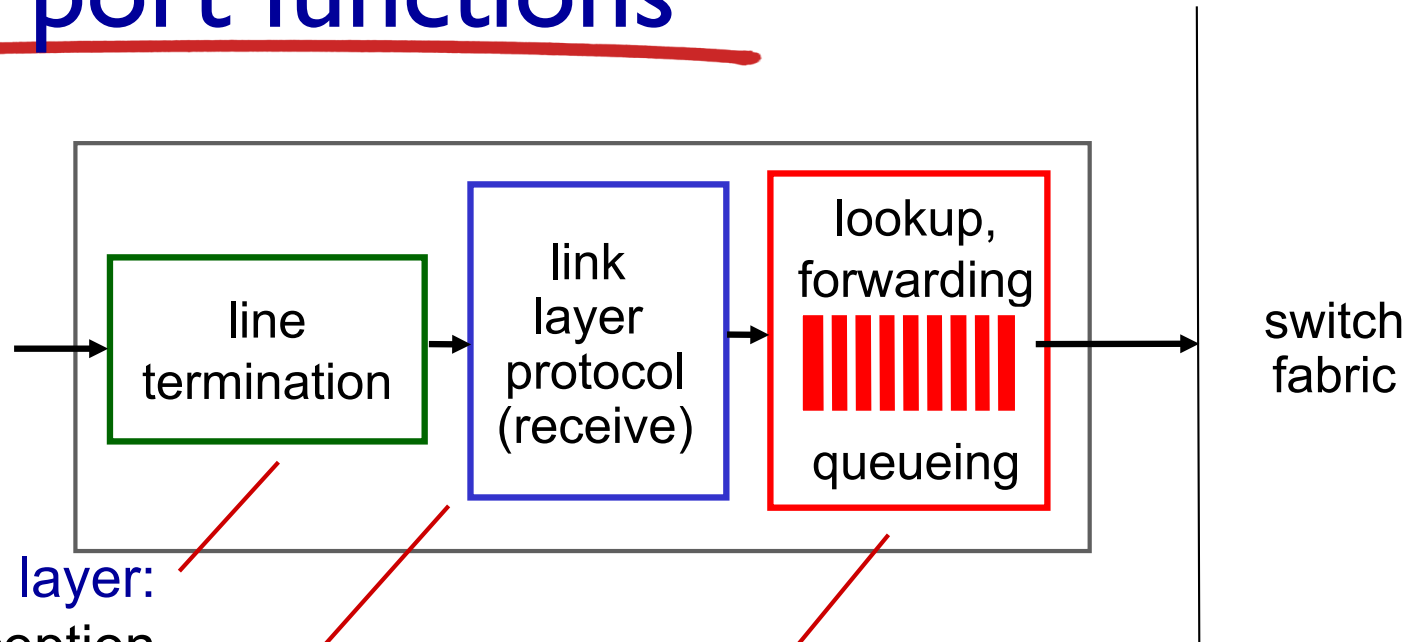 port functions
line
termination
link
layer
protocol
(receive)
lookup,
forwarding
queueing
switch
fabric
layer: